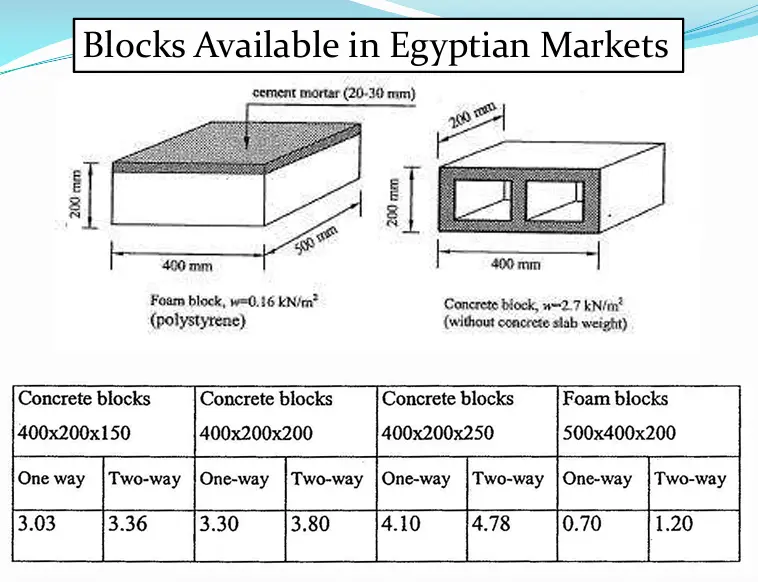 Blocks Available in Egyptian Markets
cement mortar (20-30 mm)
200 mm
400 mm
500 mm
Foam block, w=0.16 kN/m²
(polystyrene)
200 mm
200 mm
400 mm
Concrete block, w=2.7 kN/m²
(without concrete slab weight)
Concrete blocks 400x200x150
Concrete blocks 400x200x200
Concrete blocks 400x200x250
Foam blocks 500x400x200
One way Two-way One-way Two-way One-way Two-way One-way Two-way
3.03 3.36 3.30 3.80 4.10 4.78 0.70 1.20